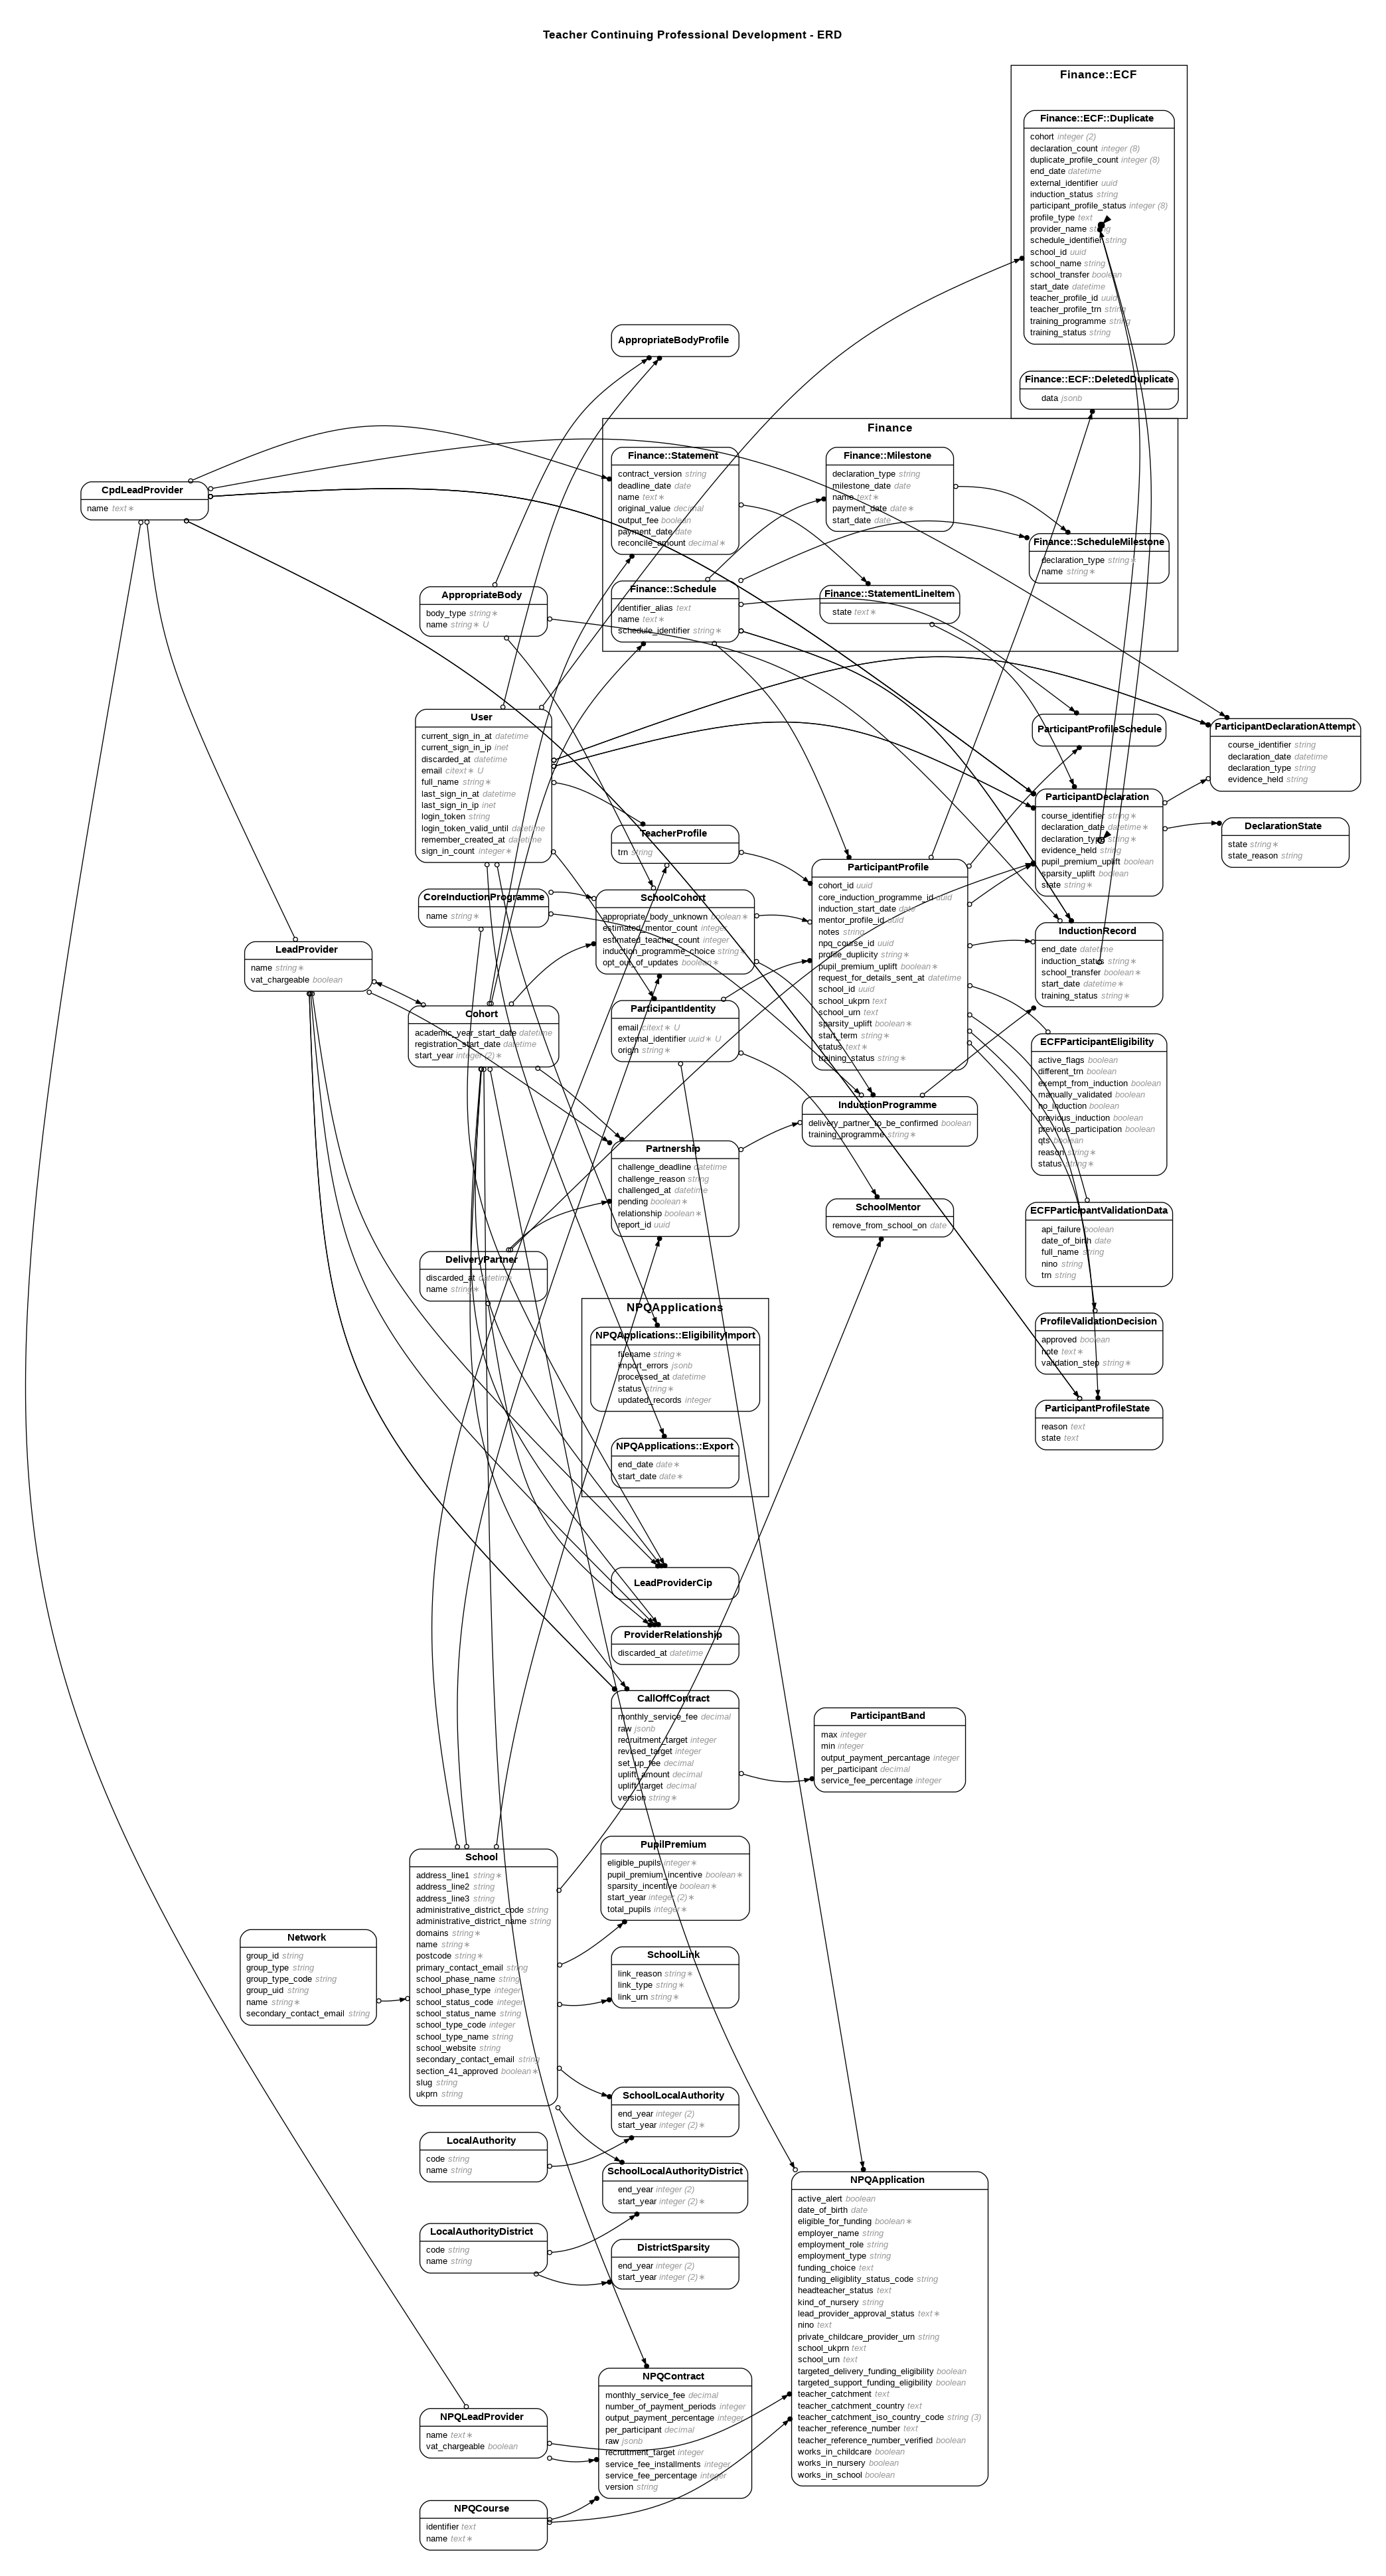 Teacher Continuing Professional Development - ERD
Finance::ECF
Finance::ECF::Duplicate
cohort integer (2)
declaration_count integer (8)
duplicate_profile_count integer (8)
end_date datetime
external_identifier uuid
induction_status string
participant_profile_status integer (8)
profile_type text
provider_name string
schedule_identifier string
school_id uuid
school_name string
school_transfer boolean
start_date datetime
teacher_profile_id uuid
teacher_profile_trn string
training_programme string
training_status string
Finance::ECF::DeletedDuplicate
data jsonb
AppropriateBodyProfile
Finance
Finance::Statement
contract_version string
deadline_date date
name text ∗
original_value decimal
output_fee boolean
payment_date date
reconcile_amount decimal ∗
Finance::Milestone
declaration_type string
milestone_date date
name text ∗
payment_date date ∗
start_date date
Finance::ScheduleMilestone
declaration_type string ∗
name string ∗
Finance::Schedule
identifier_alias text
name text ∗
schedule_identifier string ∗
Finance::StatementLineItem
state text ∗
CpdLeadProvider
name text ∗
AppropriateBody
body_type string ∗
name string ∗ U
User
current_sign_in_at datetime
current_sign_in_ip inet
discarded_at datetime
email citext ∗ U
full_name string ∗
last_sign_in_at datetime
last_sign_in_ip inet
login_token string
login_token_valid_until datetime
remember_created_at datetime
sign_in_count integer ∗
ParticipantProfileSchedule
ParticipantDeclarationAttempt
course_identifier string
declaration_date datetime
declaration_type string
evidence_held string
ParticipantDeclaration
course_identifier string ∗
declaration_date datetime ∗
declaration_type string ∗
evidence_held string
pupil_premium_uplift boolean
sparsity_uplift boolean
state string ∗
DeclarationState
state string ∗
state_reason string
TeacherProfile
trn string
ParticipantProfile
cohort_id uuid
core_induction_programme_id uuid
induction_start_date date
mentor_profile_id uuid
notes string
npq_course_id uuid
profile_duplicity string ∗
pupil_premium_uplift boolean ∗
request_for_details_sent_at datetime
school_id uuid
school_ukprn text
school_urn text
sparsity_uplift boolean ∗
start_term string ∗
status text ∗
training_status string ∗
CoreInductionProgramme
name string ∗
SchoolCohort
appropriate_body_unknown boolean ∗
estimated_mentor_count integer
estimated_teacher_count integer
induction_programme_choice string ∗
opt_out_of_updates boolean ∗
InductionRecord
end_date datetime
induction_status string ∗
school_transfer boolean ∗
start_date datetime ∗
training_status string ∗
LeadProvider
name string ∗
vat_chargeable boolean
Cohort
academic_year_start_date datetime
registration_start_date datetime
start_year integer (2) ∗
ParticipantIdentity
email citext ∗ U
external_identifier uuid ∗ U
origin string ∗
ECFParticipantEligibility
active_flags boolean
different_trn boolean
exempt_from_induction boolean
manually_validated boolean
no_induction boolean
previous_induction boolean
previous_participation boolean
qts boolean
reason string ∗
status string ∗
InductionProgramme
delivery_partner_to_be_confirmed boolean
training_programme string ∗
Partnership
challenge_deadline datetime
challenge_reason string
challenged_at datetime
pending boolean ∗
relationship boolean ∗
report_id uuid
SchoolMentor
remove_from_school_on date
ECFParticipantValidationData
api_failure boolean
date_of_birth date
full_name string
nino string
trn string
DeliveryPartner
discarded_at datetime
name string ∗
NPQApplications
NPQApplications::EligibilityImport
filename string ∗
import_errors jsonb
processed_at datetime
status string ∗
updated_records integer
NPQApplications::Export
end_date date ∗
start_date date ∗
ProfileValidationDecision
approved boolean
note text ∗
validation_step string ∗
ParticipantProfileState
reason text
state text
LeadProviderCip
ProviderRelationship
discarded_at datetime
CallOffContract
monthly_service_fee decimal
raw jsonb
recruitment_target integer
revised_target integer
set_up_fee decimal
uplift_amount decimal
uplift_target decimal
version string ∗
ParticipantBand
max integer
min integer
output_payment_percantage integer
per_participant decimal
service_fee_percentage integer
PupilPremium
eligible_pupils integer ∗
pupil_premium_incentive boolean ∗
sparsity_incentive boolean ∗
start_year integer (2) ∗
total_pupils integer ∗
School
address_line1 string ∗
address_line2 string
address_line3 string
administrative_district_code string
administrative_district_name string
domains string ∗
name string ∗
postcode string ∗
primary_contact_email string
school_phase_name string
school_phase_type integer
school_status_code integer
school_status_name string
school_type_code integer
school_type_name string
school_website string
secondary_contact_email string
section_41_approved boolean ∗
slug string
ukprn string
Network
group_id string
group_type string
group_type_code string
group_uid string
name string ∗
secondary_contact_email string
SchoolLink
link_reason string ∗
link_type string ∗
link_urn string ∗
SchoolLocalAuthority
end_year integer (2)
start_year integer (2) ∗
LocalAuthority
code string
name string
SchoolLocalAuthorityDistrict
end_year integer (2)
start_year integer (2) ∗
LocalAuthorityDistrict
code string
name string
DistrictSparsity
end_year integer (2)
start_year integer (2) ∗
NPQApplication
active_alert boolean
date_of_birth date
eligible_for_funding boolean ∗
employer_name string
employment_role string
employment_type string
funding_choice text
funding_eligiblity_status_code string
headteacher_status text
kind_of_nursery string
lead_provider_approval_status text ∗
nino text
private_childcare_provider_urn string
school_ukprn text
school_urn text
targeted_delivery_funding_eligibility boolean
targeted_support_funding_eligibility boolean
teacher_catchment text
teacher_catchment_country text
teacher_catchment_iso_country_code string (3)
teacher_reference_number text
teacher_reference_number_verified boolean
works_in_childcare boolean
works_in_nursery boolean
works_in_school boolean
NPQContract
monthly_service_fee decimal
number_of_payment_periods integer
output_payment_percentage integer
per_participant decimal
raw jsonb
recruitment_target integer
service_fee_installments integer
service_fee_percentage integer
version string
NPQLeadProvider
name text ∗
vat_chargeable boolean
NPQCourse
identifier text
name text ∗